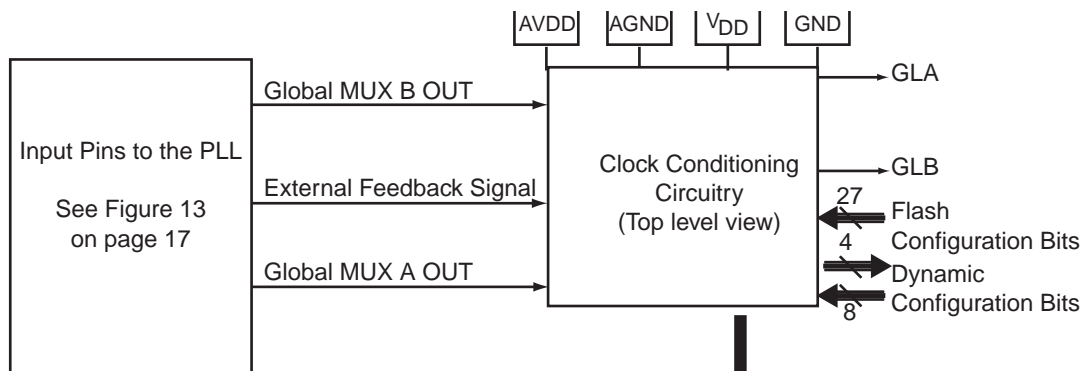 AVDD
AGND
VDD
GND
Input Pins to the PLL
See Figure 13
on page 17
Global MUX B OUT
External Feedback Signal
Global MUX A OUT
Clock Conditioning
Circuitry
(Top level view)
GLA
GLB
27
Flash
Configuration Bits
4
Dynamic
Configuration Bits
8